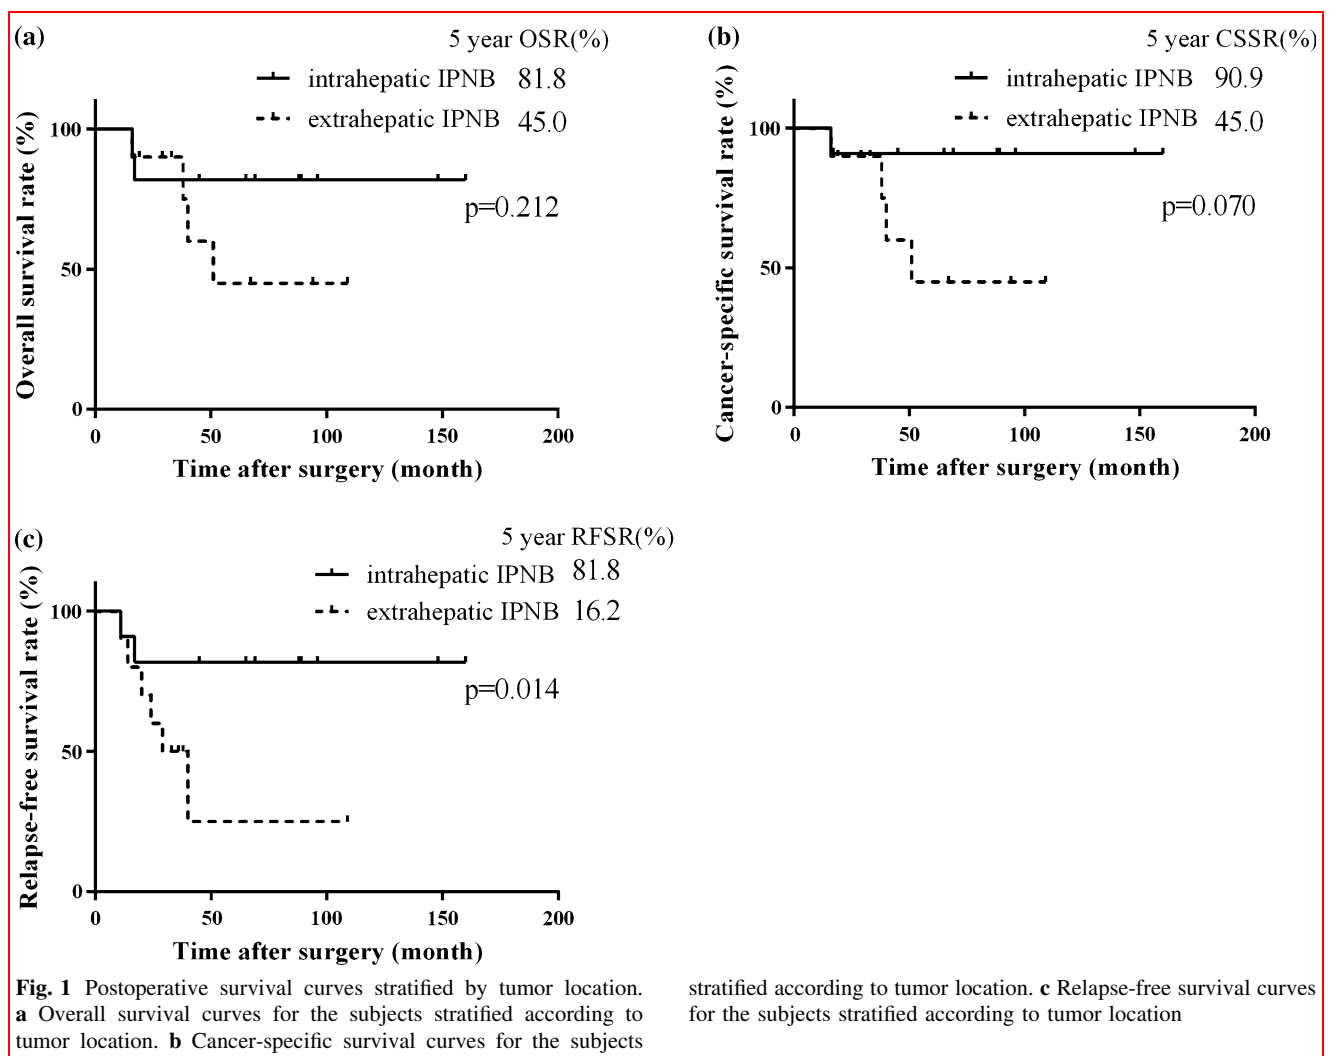 (a)
5 year OSR(%)
intrahepatic IPNB 81.8
extrahepatic IPNB 45.0
p=0.212
Overall survival rate (%)
100
50
0
0 50 100 150 200
Time after surgery (month)
(b)
5 year CSSR(%)
intrahepatic IPNB 90.9
extrahepatic IPNB 45.0
p=0.070
Cancer-specific survival rate (%)
100
50
0
0 50 100 150 200
Time after surgery (month)
(c)
5 year RFSR(%)
intrahepatic IPNB 81.8
extrahepatic IPNB 16.2
p=0.014
Relapse-free survival rate (%)
100
50
0
0 50 100 150 200
Time after surgery (month)
Fig. 1 Postoperative survival curves stratified by tumor location.
a Overall survival curves for the subjects stratified according to
tumor location. b Cancer-specific survival curves for the subjects
stratified according to tumor location. c Relapse-free survival curves
for the subjects stratified according to tumor location